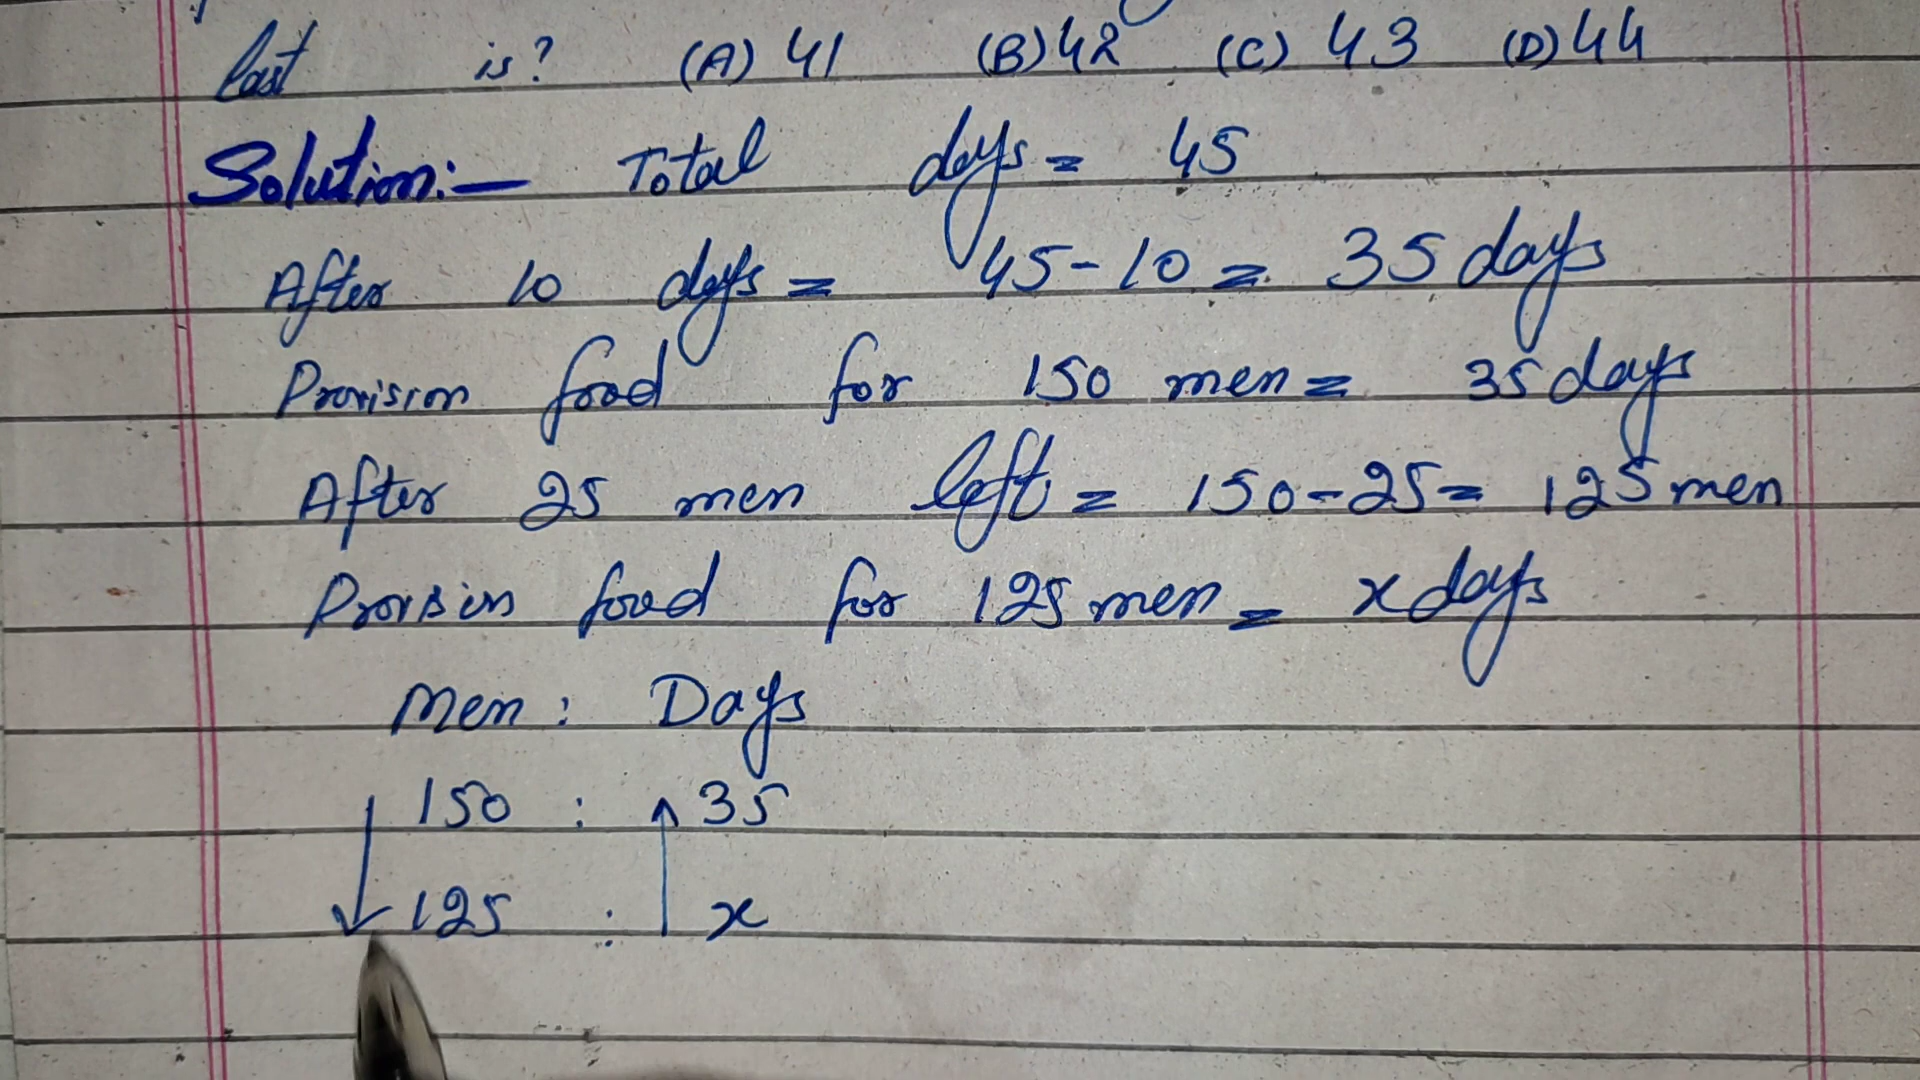 last is? (A) 41 (B) 42 (C) 43 (D) 44
Solution:- Total days = 45
After 10 days = 45-10 = 35 days
Provision food for 150 men = 35 days
After 25 men left = 150-25 = 125 men
Provision food for 125 men = x days
Men : Days
150 : 35
125 : x